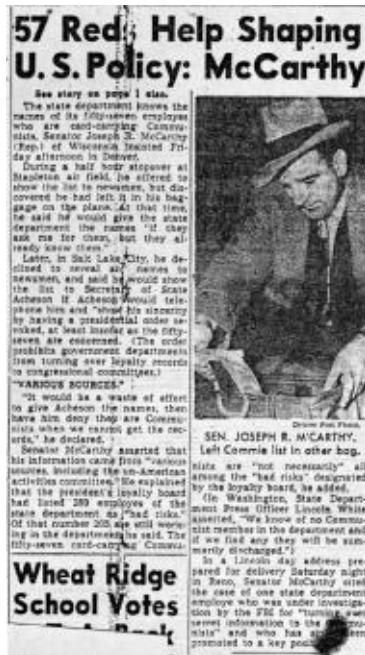 57 Reds Help Shaping
U. S. Policy: McCarthy
See story on page 1 also.
The state department knows the
names of its fifty-seven employes
who are card-carrying Commu-
nists, Senator Joseph R. McCarthy
(Rep.) of Wisconsin insisted Fri-
day afternoon in Denver.
During a half hour stopover at
Stapleton air field, he offered to
show the list to newsmen, but dis-
covered he had left it in his bag-
gage on the plane. At that time,
he said he would give the state
department the names "if they
ask me for them, but they al-
ready know them."
Later, in Salt Lake City, he de-
clined to reveal any names to
newsmen, and said he would show
the list to Secretary of State
Acheson if Acheson would tele-
phone him and "show his sincerity
by having a presidential order re-
voked, at least insofar as the fifty-
seven are concerned. (The order
prohibits government departments
from turning over loyalty records
to congressional committees.)
"VARIOUS SOURCES."
"It would be a waste of effort
to give Acheson the names, then
have him deny they are Commu-
nists when we cannot get the rec-
ords," he declared.
Senator McCarthy asserted that
his information came from "various
sources, including the un-American
activities committee." He explained
that the president's loyalty board
had listed 289 employes of the
state department as "bad risks."
Of that number 205 are still work-
ing in the department, he said. The
fifty-seven card-carrying Commu-
Denver Post Photo.
SEN. JOSEPH R. M'CARTHY.
Left Commie list in other bag.
nists are "not necessarily" all
among the "bad risks" designated
by the loyalty board, he added.
(In Washington, State Depart-
ment Press Officer Lincoln White
asserted, "We know of no Commu-
nist member in the department and
if we find any they will be sum-
marily discharged.")
In a Lincoln day address pre-
pared for delivery Saturday night
in Reno, Senator McCarthy cited
the case of one state department
employe who was under investiga-
tion by the FBI for "turning over
secret information to the Commu-
nists" and who has since been
promoted to a key position
Wheat Ridge
School Votes